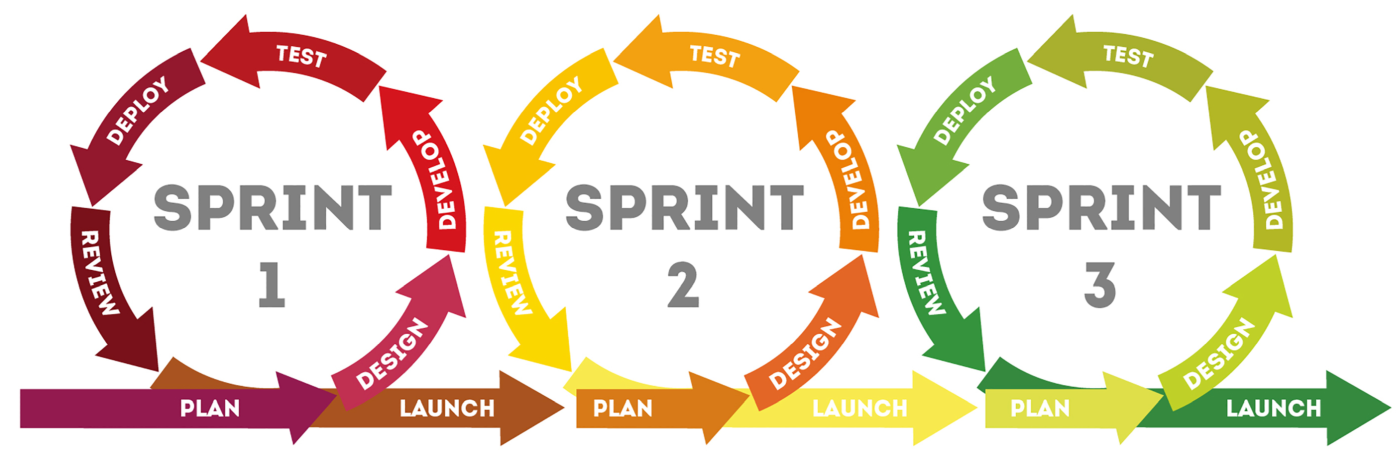 TEST
DEPLOY
DEVELOP
SPRINT
1
REVIEW
DESIGN
PLAN
LAUNCH
TEST
DEPLOY
DEVELOP
SPRINT
2
REVIEW
DESIGN
PLAN
LAUNCH
TEST
DEPLOY
DEVELOP
SPRINT
3
REVIEW
DESIGN
PLAN
LAUNCH